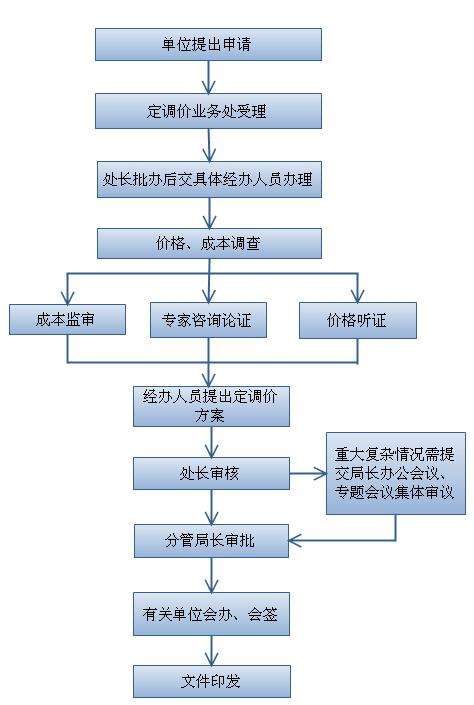 单位提出申请
定调价业务处受理
处长批办后交具体经办人员办理
价格、成本调查
成本监审
专家咨询论证
价格听证
经办人员提出定调价
方案
处长审核
重大复杂情况需提
交局长办公会议、
专题会议集体审议
分管局长审批
有关单位会办、会签
文件印发